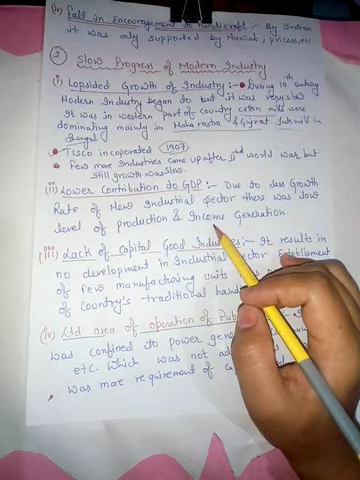 (iv) Fall in Encouragement to handicraft :- By Indian
it was only supported by Nawab, princes, etc.
② Slow Progress of Modern Industry
(i) Lopsided Growth of Industry :- During 19th century
Modern Industry began to but it was very slow
It was in western part of country cotton mill were
dominating mainly in Maharastra & Gujrat. Jute mill in
Bengal
TISCO incoporated 1907
Few more industries came up after IInd world war but
still growth was slow
(ii) Lower Contribution to GDP :- Due to less Growth
Rate of New Industrial Sector there was low
level of production & Income Generation.
(iii) Lack of Capital Good Industries :- It results in
no development in Industrial Sector Establisment
of few manufacturing units
of Country's traditional
(iv) Ltd area of operation of
was confined to power
etc. Which was not
was more requirement of